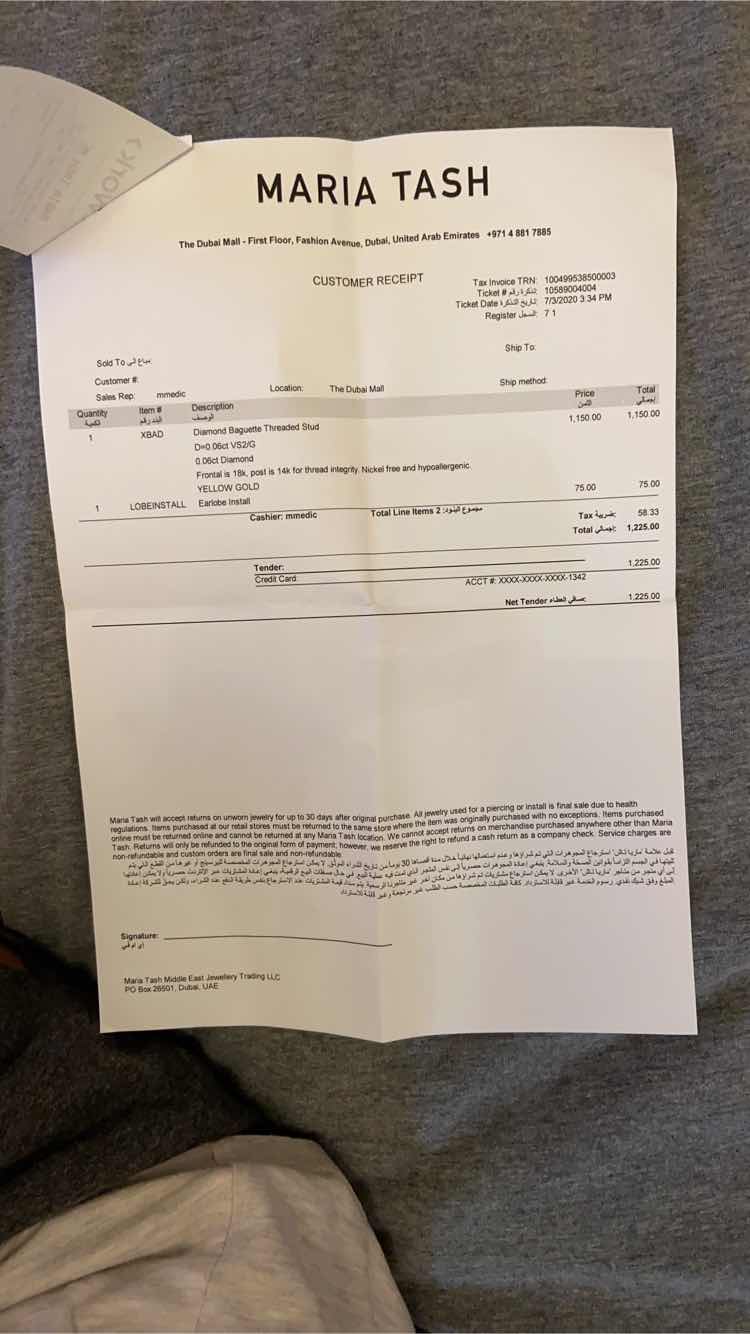 MARIA TASH
The Dubai Mall - First Floor, Fashion Avenue, Dubai, United Arab Emirates +971 4 881 7885
CUSTOMER RECEIPT
Tax Invoice TRN: 100499538500003
Ticket # تذكرة رقم: 10589004004
Ticket Date تاريخ التذكرة: 7/3/2020 3:34 PM
Register السجل: 7 1
Sold To مباع إلى:
Ship To:
Customer #:
Sales Rep: mmedic
Location: The Dubai Mall
Ship method:
Quantity Item # Description Price Total
كمية البند رقم الوصف الثمن إجمالي
1 XBAD Diamond Baguette Threaded Stud 1,150.00 1,150.00
D=0.06ct VS2/G
0.06ct Diamond
Frontal is 18k, post is 14k for thread integrity. Nickel free and hypoallergenic.
YELLOW GOLD
1 LOBEINSTALL Earlobe Install 75.00 75.00
Cashier: mmedic Total Line Items 2 مجموع البنود: Tax ضريبة: 58.33
Total إجمالي: 1,225.00
Tender: 1,225.00
Credit Card: ACCT #: XXXX-XXXX-XXXX-1342
Net Tender صافي العطاء: 1,225.00
Maria Tash will accept returns on unworn jewelry for up to 30 days after original purchase. All jewelry used for a piercing or install is final sale due to health
regulations. Items purchased at our retail stores must be returned to the same store where the item was originally purchased with no exceptions. Items purchased
online must be returned online and cannot be returned at any Maria Tash location. We cannot accept returns on merchandise purchased anywhere other than Maria
Tash. Returns will only be refunded to the original form of payment; however, we reserve the right to refund a cash return as a company check. Service charges are
non-refundable and custom orders are final sale and non-refundable.
Signature:
Maria Tash Middle East Jewellery Trading LLC
PO Box 26501, Dubai, UAE
work>